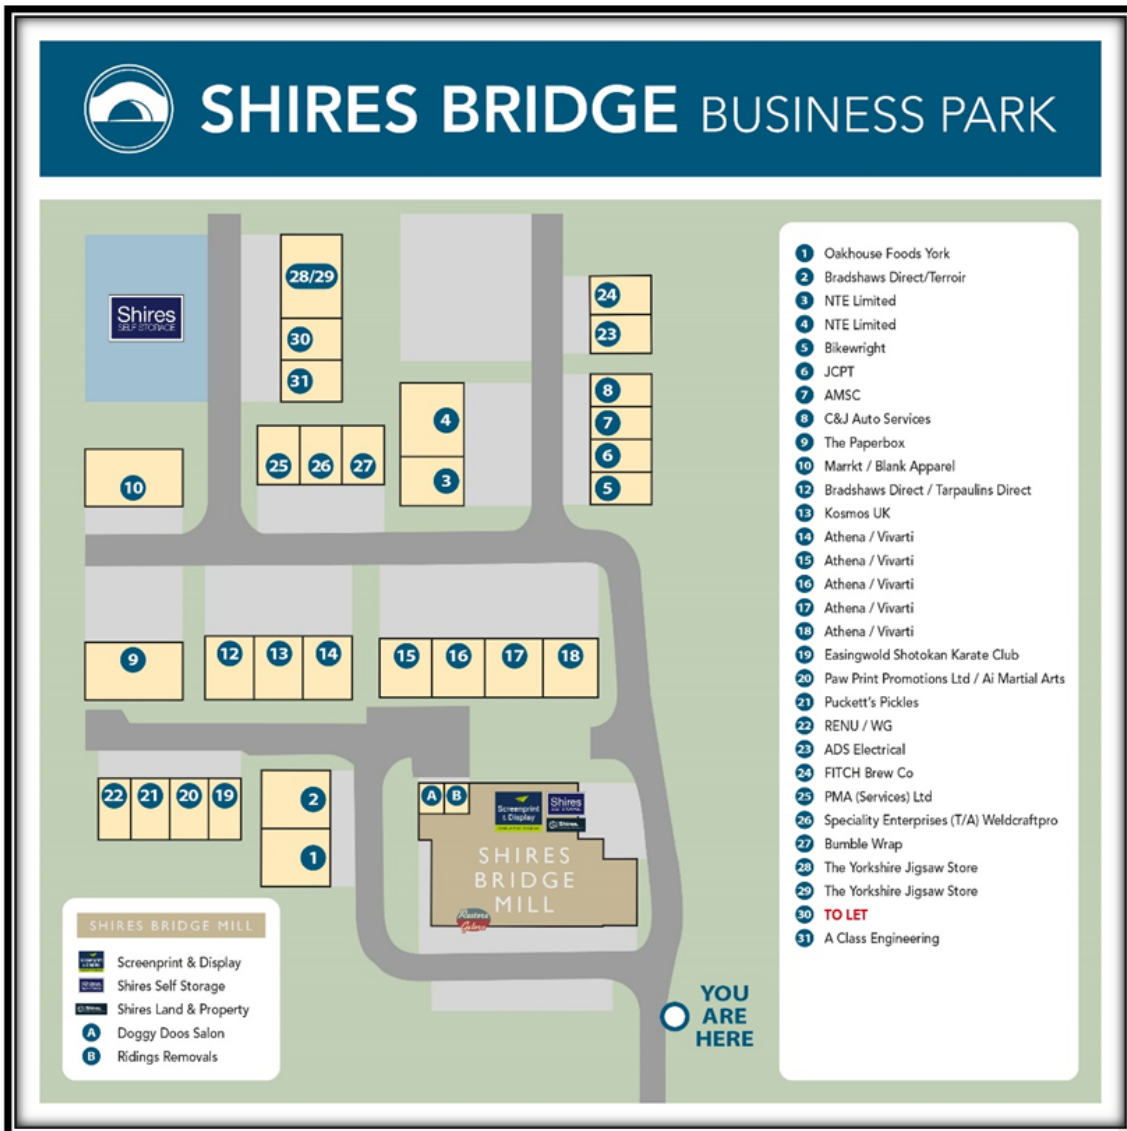 SHIRES BRIDGE BUSINESS PARK
Shires
SELF STORAGE
28/29
30
31
24
23
8
7
6
5
4
3
25
26
27
10
9
12
13
14
15
16
17
18
22
21
20
19
2
1
A
B
Screenprint
& Display
Shires
Shires
SHIRES
BRIDGE
MILL
Restore
Galore
YOU
ARE
HERE
1 Oakhouse Foods York
2 Bradshaws Direct/Terroir
3 NTE Limited
4 NTE Limited
5 Bikewright
6 JCPT
7 AMSC
8 C&J Auto Services
9 The Paperbox
10 Marrkt / Blank Apparel
12 Bradshaws Direct / Tarpaulins Direct
13 Kosmos UK
14 Athena / Vivarti
15 Athena / Vivarti
16 Athena / Vivarti
17 Athena / Vivarti
18 Athena / Vivarti
19 Easingwold Shotokan Karate Club
20 Paw Print Promotions Ltd / Ai Martial Arts
21 Puckett's Pickles
22 RENU / WG
23 ADS Electrical
24 FITCH Brew Co
25 PMA (Services) Ltd
26 Speciality Enterprises (T/A) Weldcraftpro
27 Bumble Wrap
28 The Yorkshire Jigsaw Store
29 The Yorkshire Jigsaw Store
30 TO LET
31 A Class Engineering
SHIRES BRIDGE MILL
Screenprint & Display
Shires Self Storage
Shires Land & Property
A Doggy Doos Salon
B Ridings Removals